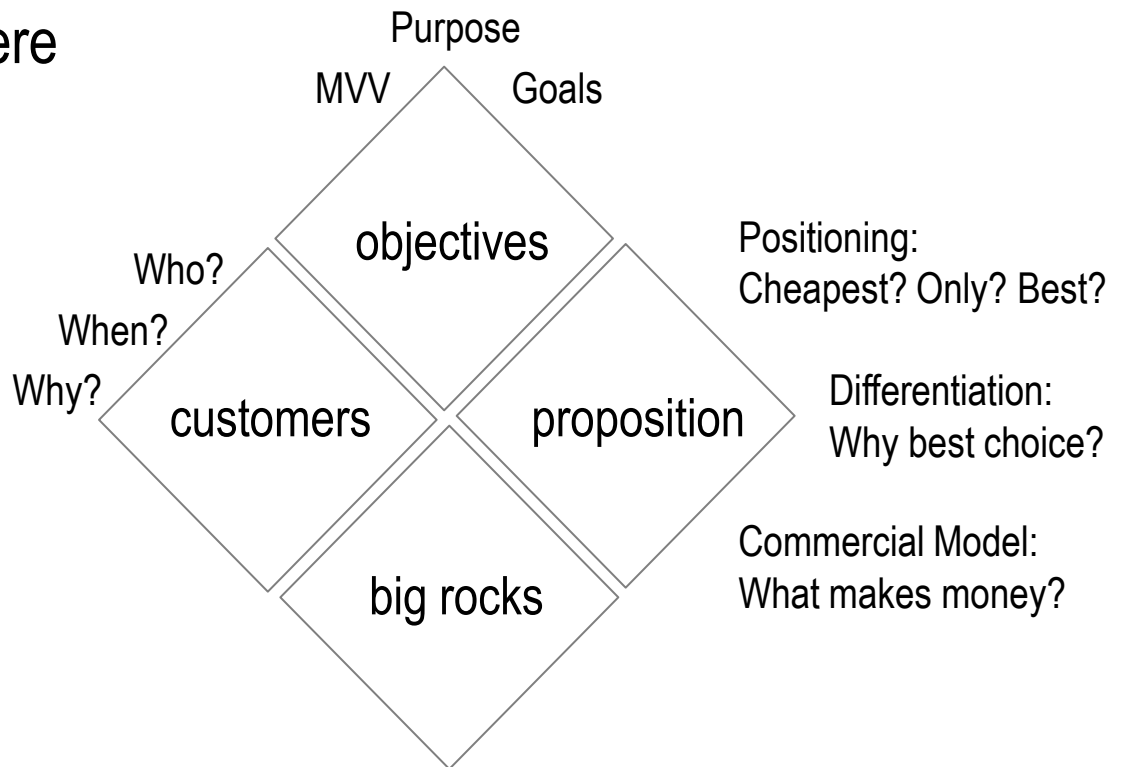 Purpose
MVV
Goals
objectives
Who?
When?
Why?
customers
proposition
Positioning:
Cheapest? Only? Best?
Differentiation:
Why best choice?
Commercial Model:
What makes money?
big rocks